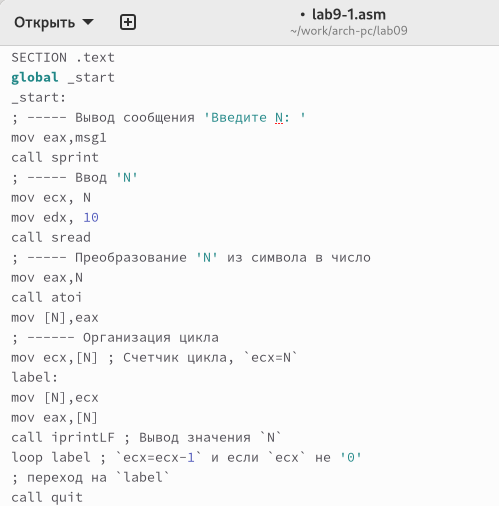 Открыть
• lab9-1.asm
~/work/arch-pc/lab09
SECTION .text
global _start
_start:
; ----- Вывод сообщения 'Введите N: '
mov eax,msg1
call sprint
; ----- Ввод 'N'
mov ecx, N
mov edx, 10
call sread
; ----- Преобразование 'N' из символа в число
mov eax,N
call atoi
mov [N],eax
; ------ Организация цикла
mov ecx,[N] ; Счетчик цикла, `ecx=N`
label:
mov [N],ecx
mov eax,[N]
call iprintLF ; Вывод значения `N`
loop label ; `ecx=ecx-1` и если `ecx` не '0'
; переход на `label`
call quit